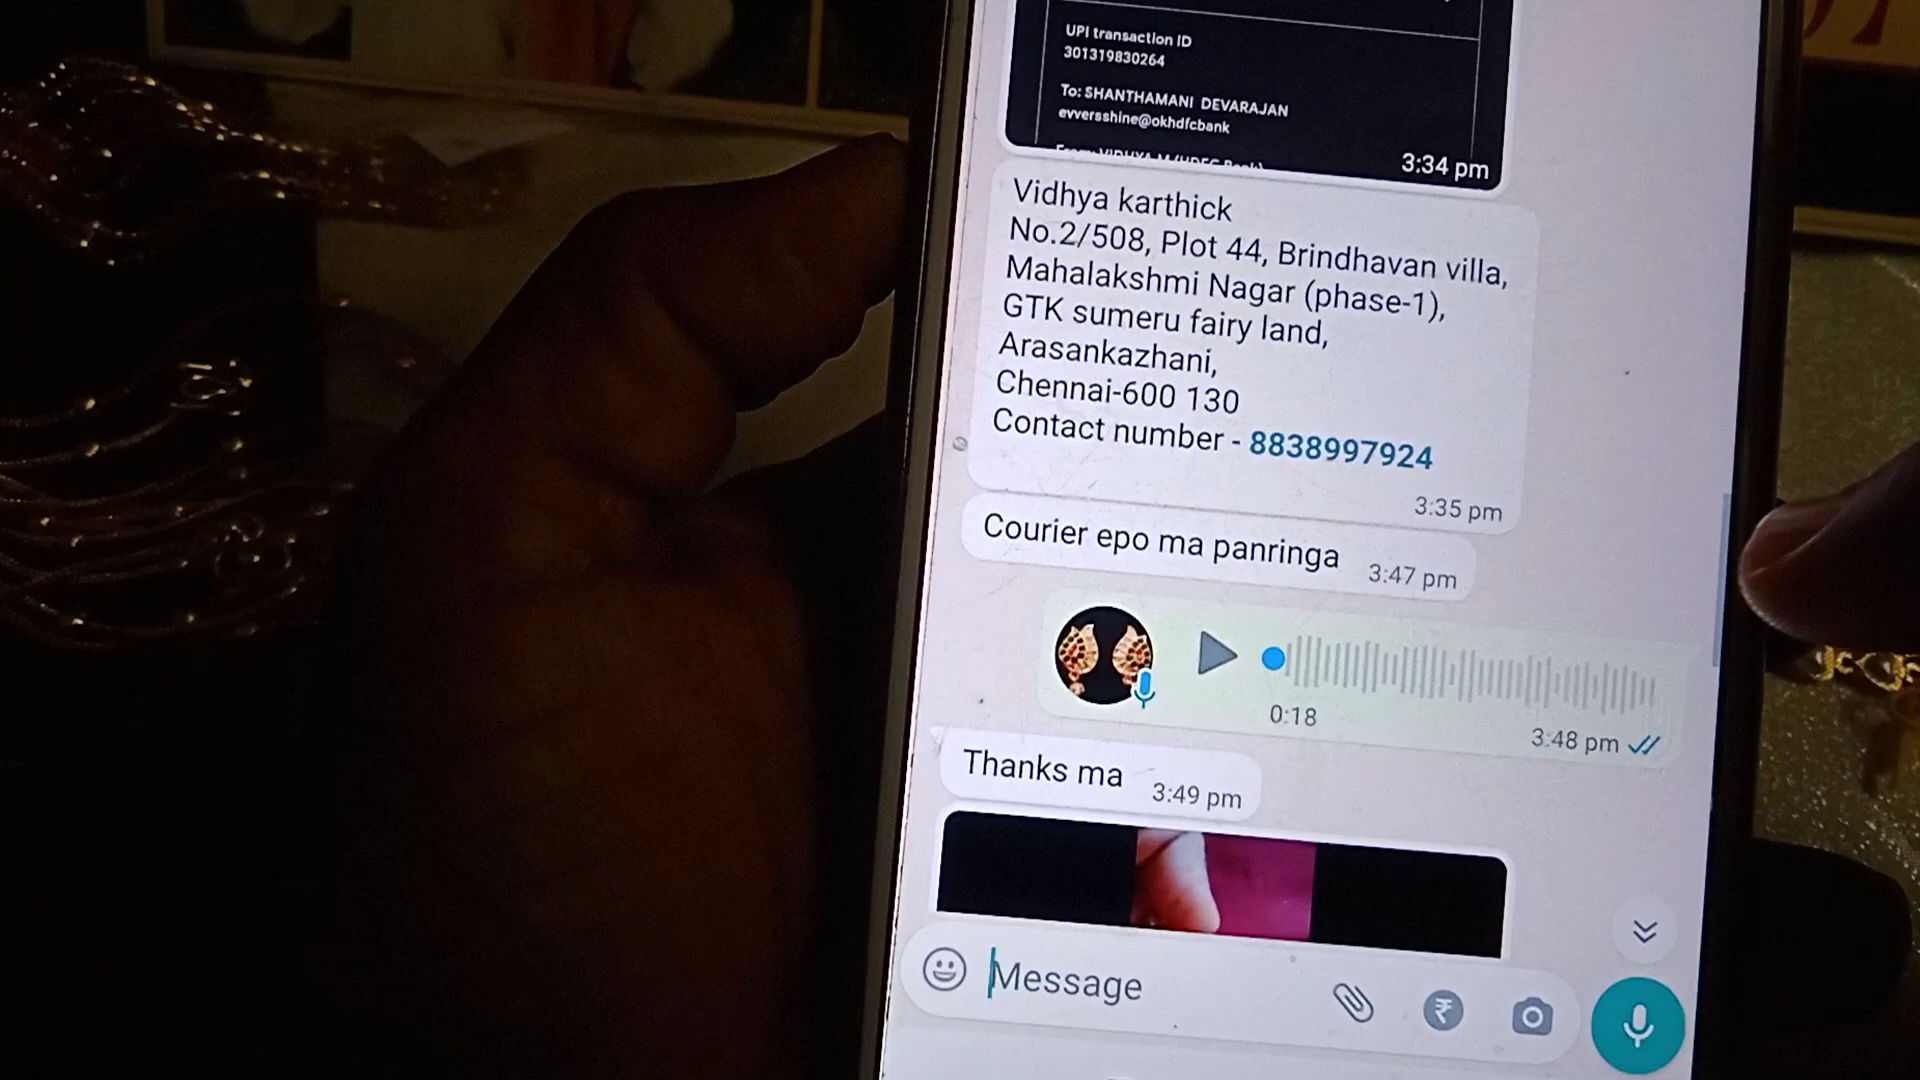 UPI transaction ID
301319830264
To: SHANTHAMANI DEVARAJAN
evversshine@okhdfcbank
3:34 pm
Vidhya karthick
No.2/508, Plot 44, Brindhavan villa,
Mahalakshmi Nagar (phase-1),
GTK sumeru fairy land,
Arasankazhani,
Chennai-600 130
Contact number - 8838997924
3:35 pm
Courier epo ma panringa 3:47 pm
0:18
3:48 pm
Thanks ma 3:49 pm
Message